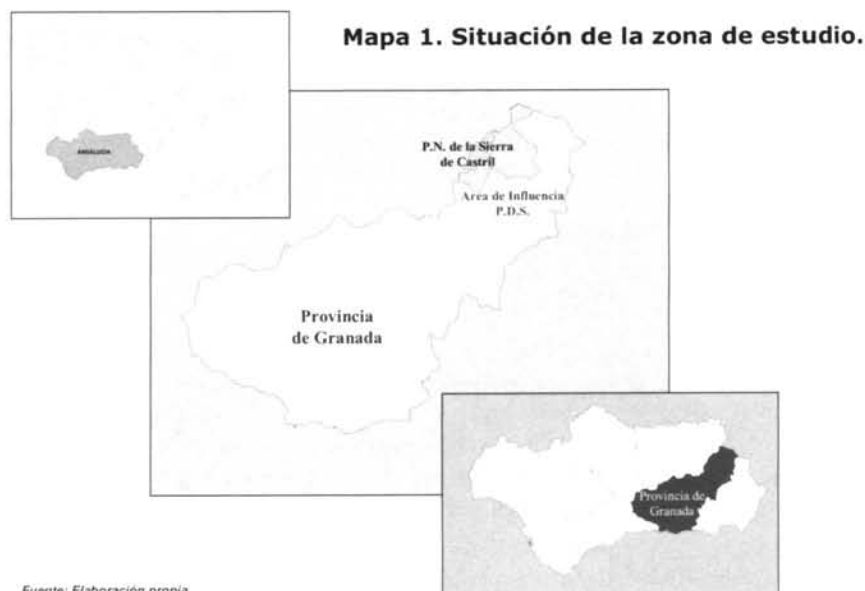 Mapa 1. Situación de la zona de estudio.
ANDALUCIA
P.N. de la Sierra
de Castril
Area de Influencia
P.D.S.
Provincia
de Granada
Provincia de
Granada
Fuente: Elaboración propia